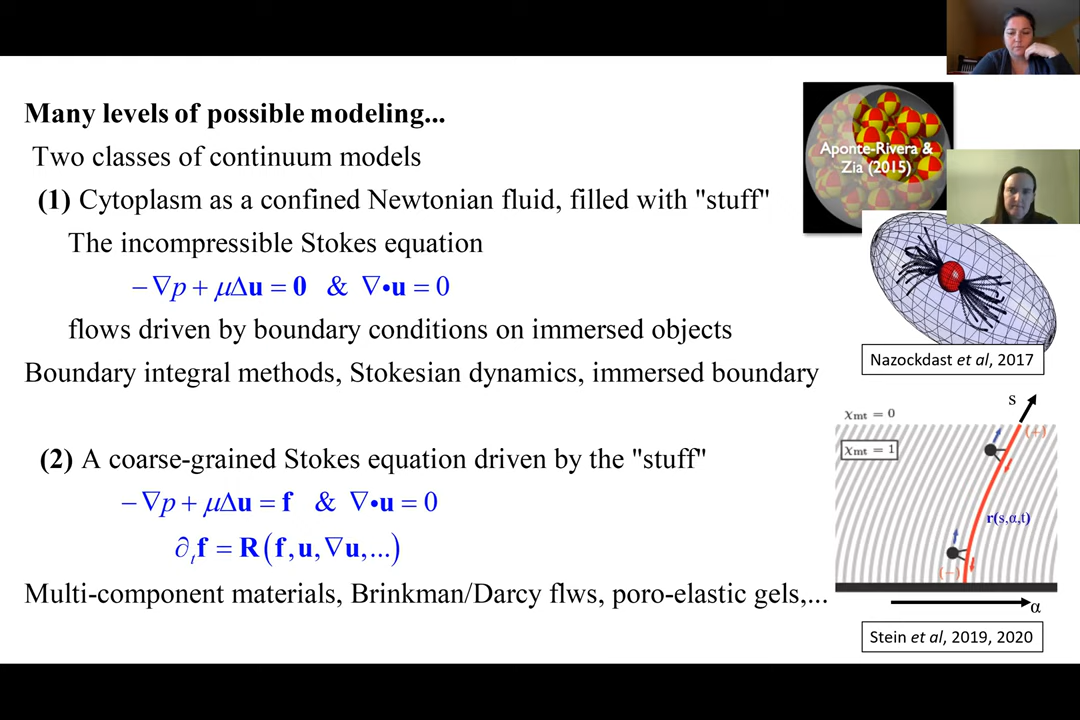 Many levels of possible modeling...
Two classes of continuum models
(1) Cytoplasm as a confined Newtonian fluid, filled with "stuff"
The incompressible Stokes equation
−∇p + μΔu = 0 & ∇•u = 0
flows driven by boundary conditions on immersed objects
Boundary integral methods, Stokesian dynamics, immersed boundary
(2) A coarse-grained Stokes equation driven by the "stuff"
−∇p + μΔu = f & ∇•u = 0
∂ₜf = R(f,u,∇u,...)
Multi-component materials, Brinkman/Darcy flws, poro-elastic gels,...
Aponte-Rivera &
Zia (2015)
Nazockdast et al, 2017
s
χmt = 0
(+)
χmt = 1
r(s,α,t)
(−)
α
Stein et al, 2019, 2020